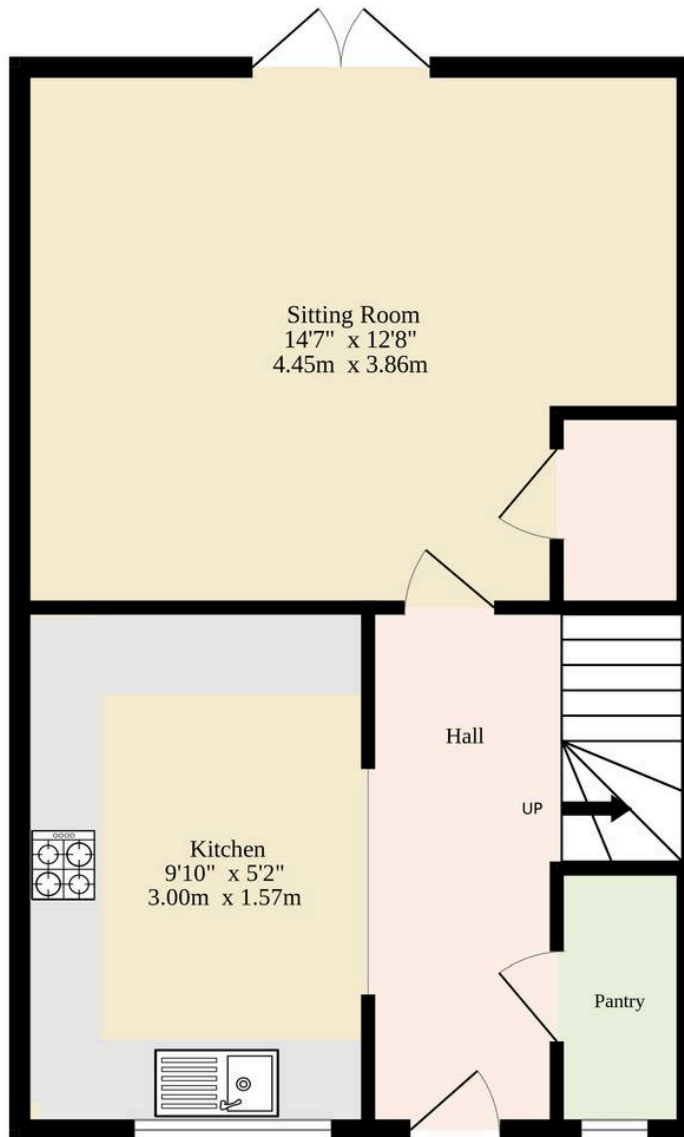 Sitting Room
14'7" x 12'8"
4.45m x 3.86m
Hall
UP
Kitchen
9'10" x 5'2"
3.00m x 1.57m
Pantry